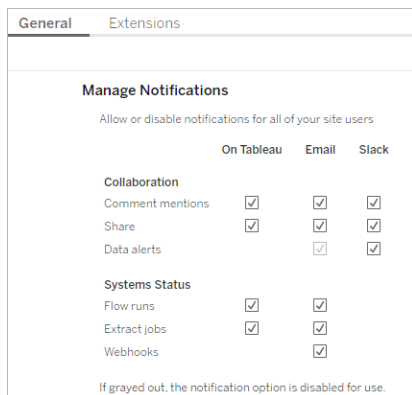 General Extensions
Manage Notifications
Allow or disable notifications for all of your site users
On Tableau Email Slack
Collaboration
Comment mentions
Share
Data alerts
Systems Status
Flow runs
Extract jobs
Webhooks
If grayed out, the notification option is disabled for use.